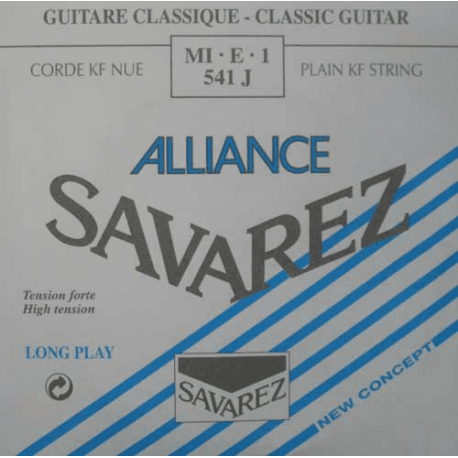 GUITARE CLASSIQUE - CLASSIC GUITAR
CORDE KF NUE
MI · E · 1
541 J
PLAIN KF STRING
ALLIANCE
SAVAREZ
Tension forte
High tension
LONG PLAY
SAVAREZ
NEW CONCEPT